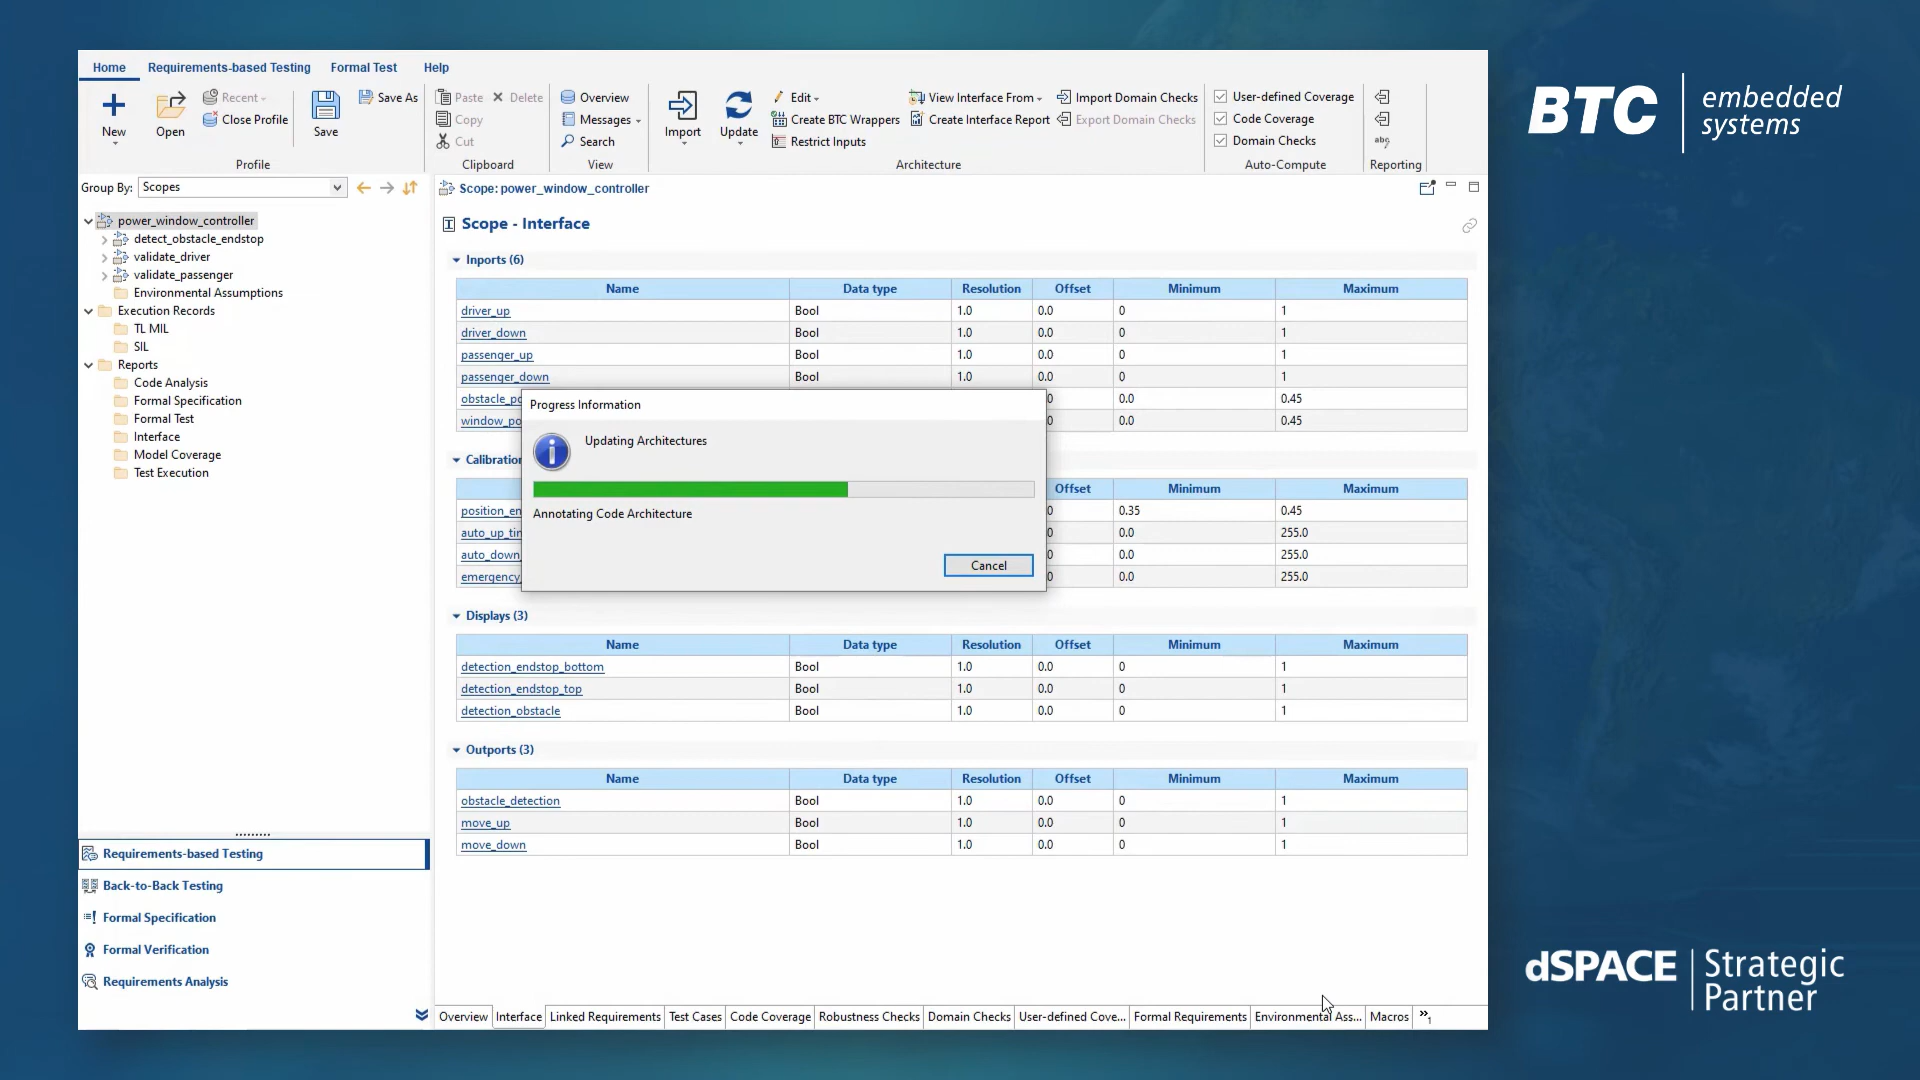 Home Requirements-based Testing Formal Test Help
New
Open
Recent
Close Profile
Save
Save As
Profile
Paste
Delete
Copy
Cut
Clipboard
Overview
Messages
Search
View
Import
Update
Edit
Create BTC Wrappers
Restrict Inputs
View Interface From
Create Interface Report
Import Domain Checks
Export Domain Checks
Architecture
User-defined Coverage
Code Coverage
Domain Checks
Auto-Compute
Reporting
Group By: Scopes
power_window_controller
detect_obstacle_endstop
validate_driver
validate_passenger
Environmental Assumptions
Execution Records
TL MIL
SIL
Reports
Code Analysis
Formal Specification
Formal Test
Interface
Model Coverage
Test Execution
Requirements-based Testing
Back-to-Back Testing
Formal Specification
Formal Verification
Requirements Analysis
Scope: power_window_controller
Scope - Interface
Inports (6)
Name Data type Resolution Offset Minimum Maximum
driver_up Bool 1.0 0.0 0 1
driver_down Bool 1.0 0.0 0 1
passenger_up Bool 1.0 0.0 0 1
passenger_down Bool 1.0 0.0 0 1
obstacle_po 0 0.0 0.45
window_po 0 0.0 0.45
Calibration
Offset Minimum Maximum
position_en 0 0.35 0.45
auto_up_tim 0 0.0 255.0
auto_down_ 0 0.0 255.0
emergency_ 0 0.0 255.0
Progress Information
Updating Architectures
Annotating Code Architecture
Cancel
Displays (3)
Name Data type Resolution Offset Minimum Maximum
detection_endstop_bottom Bool 1.0 0.0 0 1
detection_endstop_top Bool 1.0 0.0 0 1
detection_obstacle Bool 1.0 0.0 0 1
Outports (3)
Name Data type Resolution Offset Minimum Maximum
obstacle_detection Bool 1.0 0.0 0 1
move_up Bool 1.0 0.0 0 1
move_down Bool 1.0 0.0 0 1
Overview Interface Linked Requirements Test Cases Code Coverage Robustness Checks Domain Checks User-defined Cove... Formal Requirements Environmental Ass... Macros »1
BTC embedded
systems
dSPACE Strategic
Partner